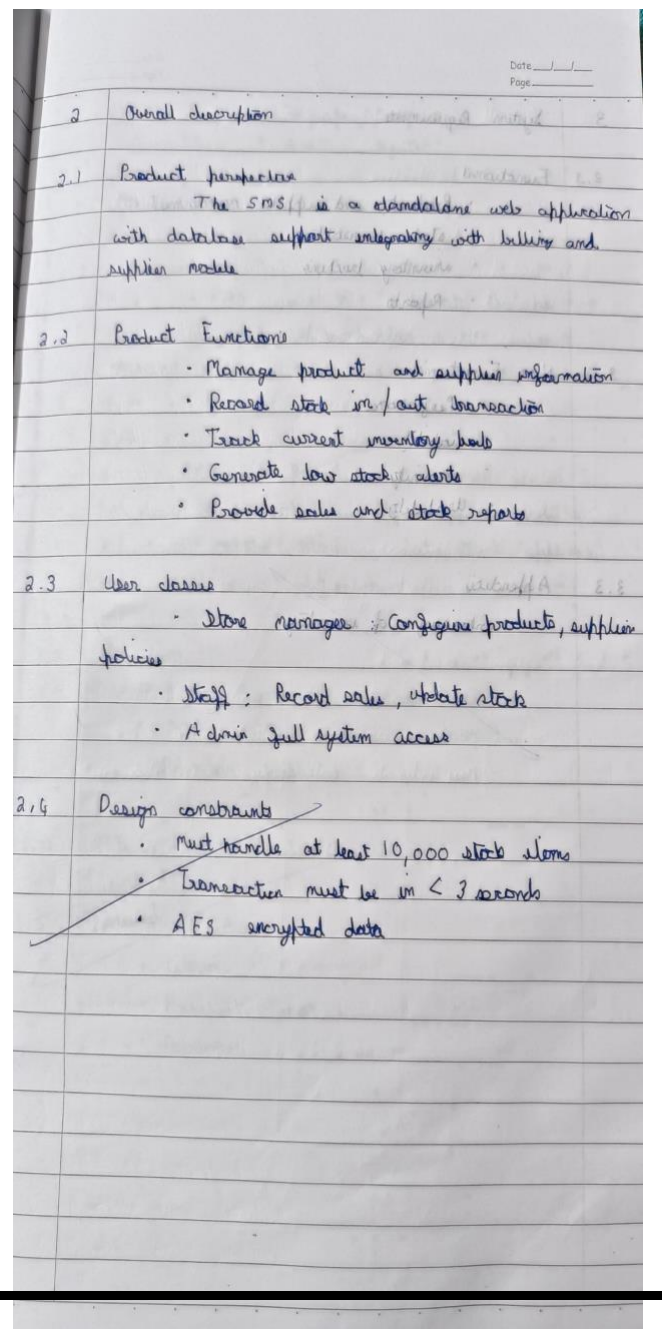 Date __/__/__
Page ______
2 Overall description
2.1 Product perspective
The SMS is a standalone web application
with database support integrating with billing and
supplier module
2.2 Product Functions
• Manage product and supplier information
• Record stock in / out transaction
• Track current inventory levels
• Generate low stock alerts
• Provide sales and stock reports
2.3 User classes
• Store manager : Configure products, supplier
policies
• Staff : Record sales, update stock
• Admin full system access
2.4 Design constraints
• Must handle at least 10,000 stock items
• Transaction must be in < 3 seconds
• AES encrypted data